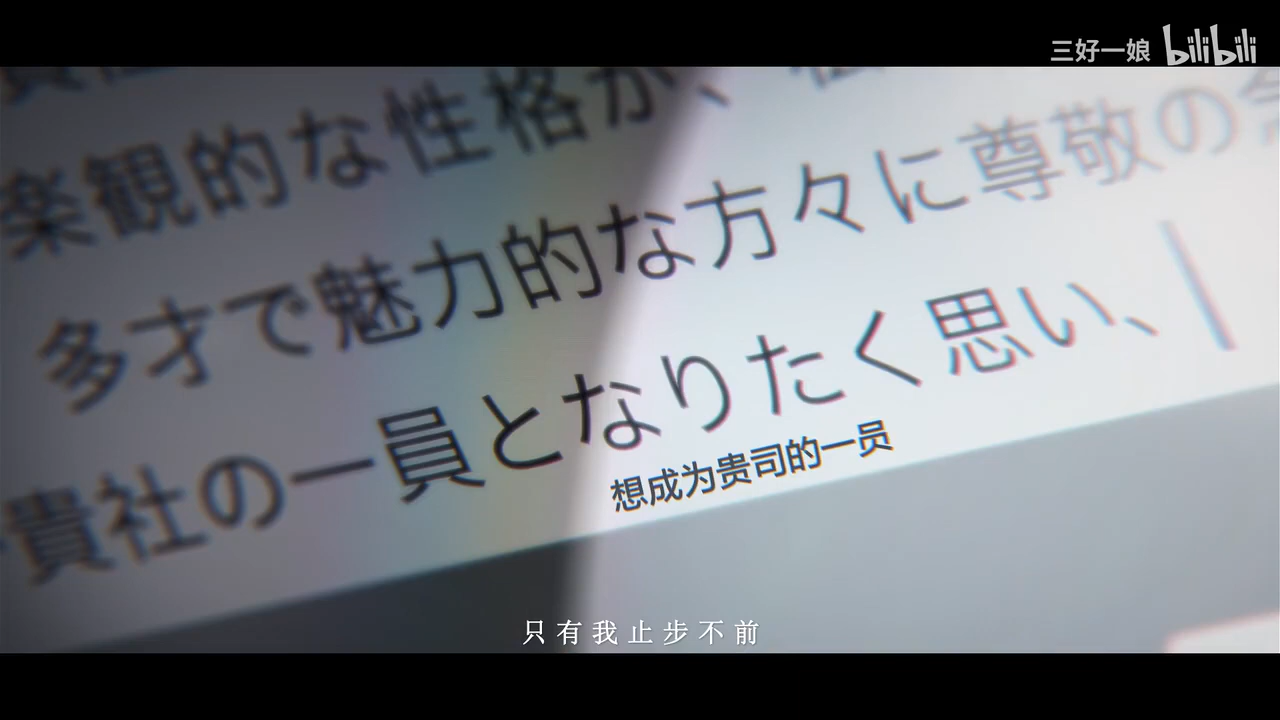 三好一娘 bilibili
楽観的な性格が、
多才で魅力的な方々に尊敬の念
貴社の一員となりたく思い、
想成为贵司的一员
只有我止步不前